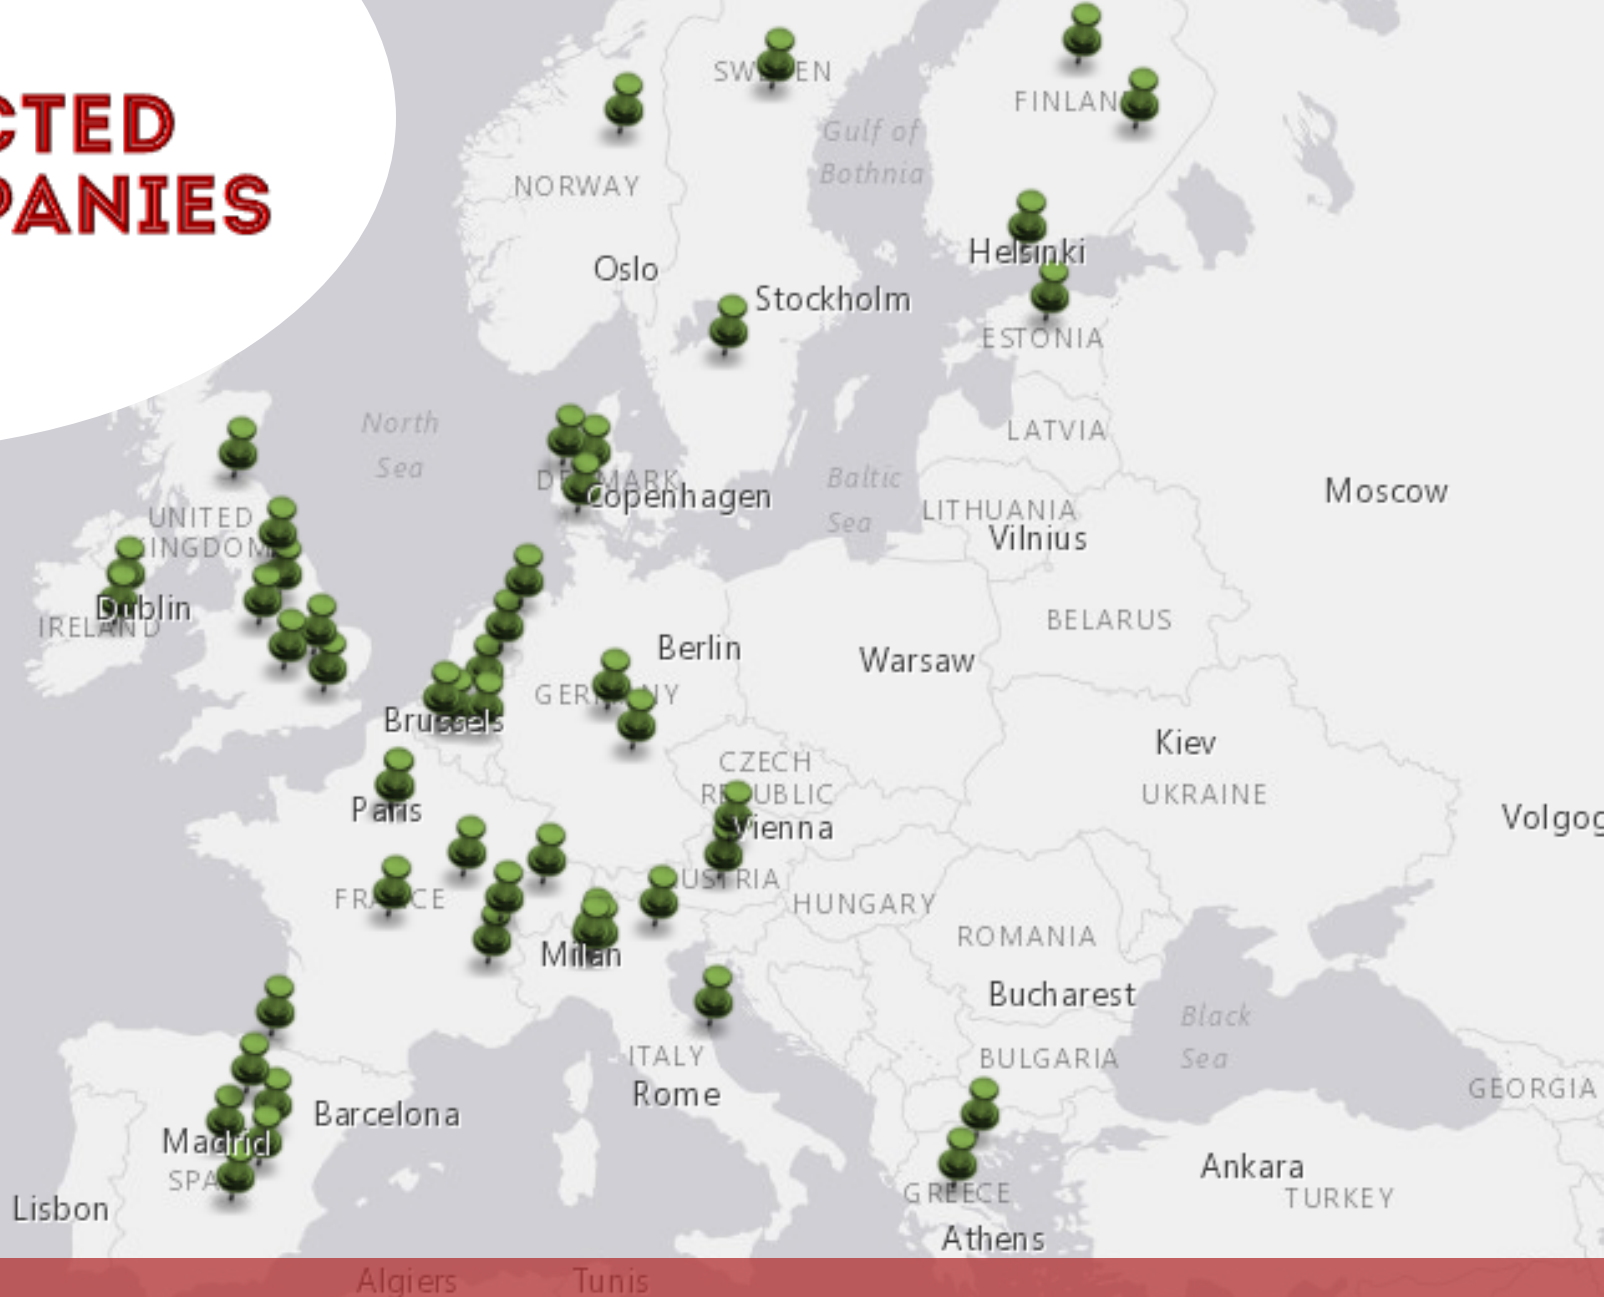 CTED
PANIES
SWEDEN
FINLAND
Gulf of
Bothnia
NORWAY
Helsinki
Oslo
Stockholm
ESTONIA
North
Sea
LATVIA
DENMARK
Copenhagen
Baltic
Sea
Moscow
LITHUANIA
Vilnius
UNITED
KINGDOM
Dublin
IRELAND
BELARUS
Berlin
Warsaw
GERMANY
Brussels
Kiev
CZECH
REPUBLIC
UKRAINE
Paris
Vienna
Volgog
AUSTRIA
FRANCE
HUNGARY
ROMANIA
Milan
Bucharest
Black
Sea
ITALY
BULGARIA
Rome
GEORGIA
Barcelona
Madrid
SPA
Ankara
GREECE
TURKEY
Lisbon
Athens
Algiers
Tunis